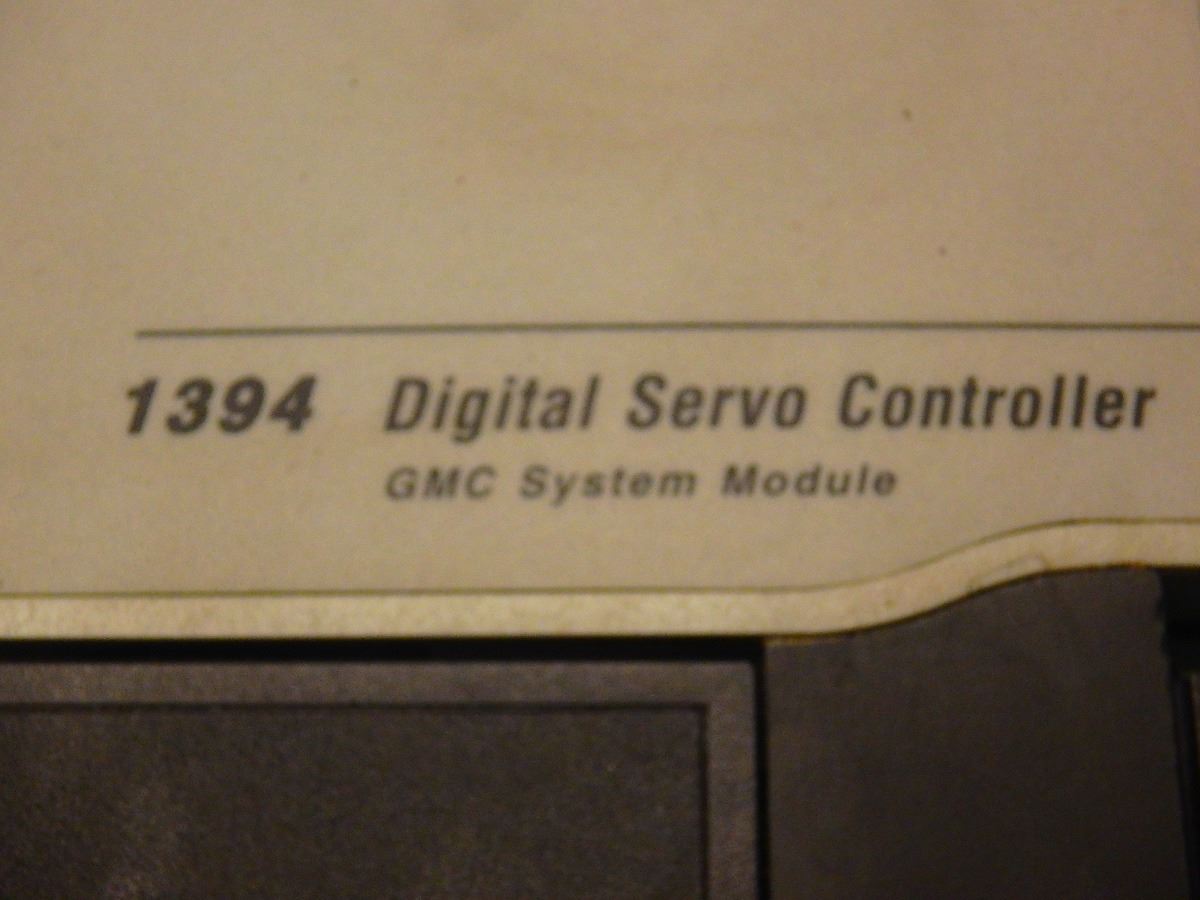 1394 Digital Servo Controller
GMC System Module